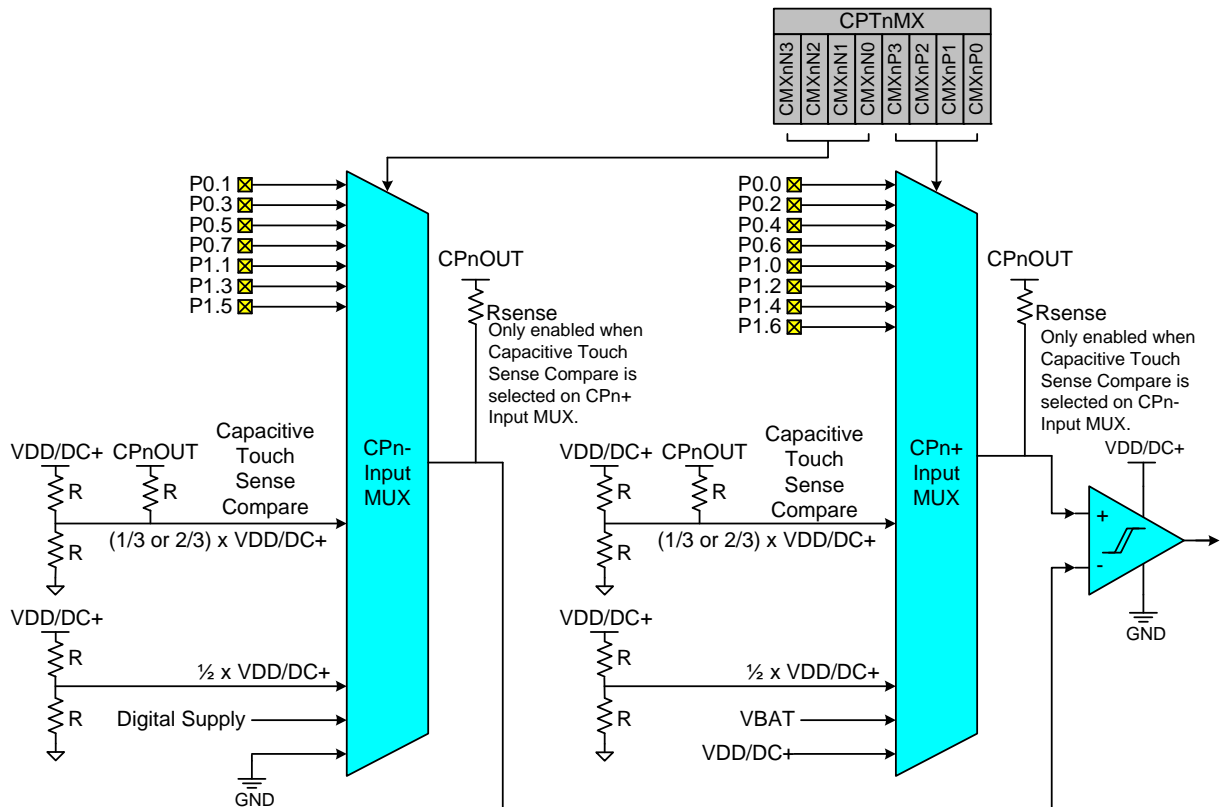 CPTnMX
CMXnN3
CMXnN2
CMXnN1
CMXnN0
CMXnP3
CMXnP2
CMXnP1
CMXnP0
P0.1
P0.3
P0.5
P0.7
P1.1
P1.3
P1.5
CPnOUT
Rsense
Only enabled when
Capacitive Touch
Sense Compare is
selected on CPn+
Input MUX.
VDD/DC+
CPnOUT
R
R
R
Capacitive
Touch
Sense
Compare
(1/3 or 2/3) x VDD/DC+
CPn-
Input
MUX
VDD/DC+
R
R
½ x VDD/DC+
Digital Supply
GND
P0.0
P0.2
P0.4
P0.6
P1.0
P1.2
P1.4
P1.6
CPnOUT
Rsense
Only enabled when
Capacitive Touch
Sense Compare is
selected on CPn-
Input MUX.
VDD/DC+
CPnOUT
R
R
R
Capacitive
Touch
Sense
Compare
(1/3 or 2/3) x VDD/DC+
CPn+
Input
MUX
VDD/DC+
R
R
½ x VDD/DC+
VBAT
VDD/DC+
VDD/DC+
+
-
GND